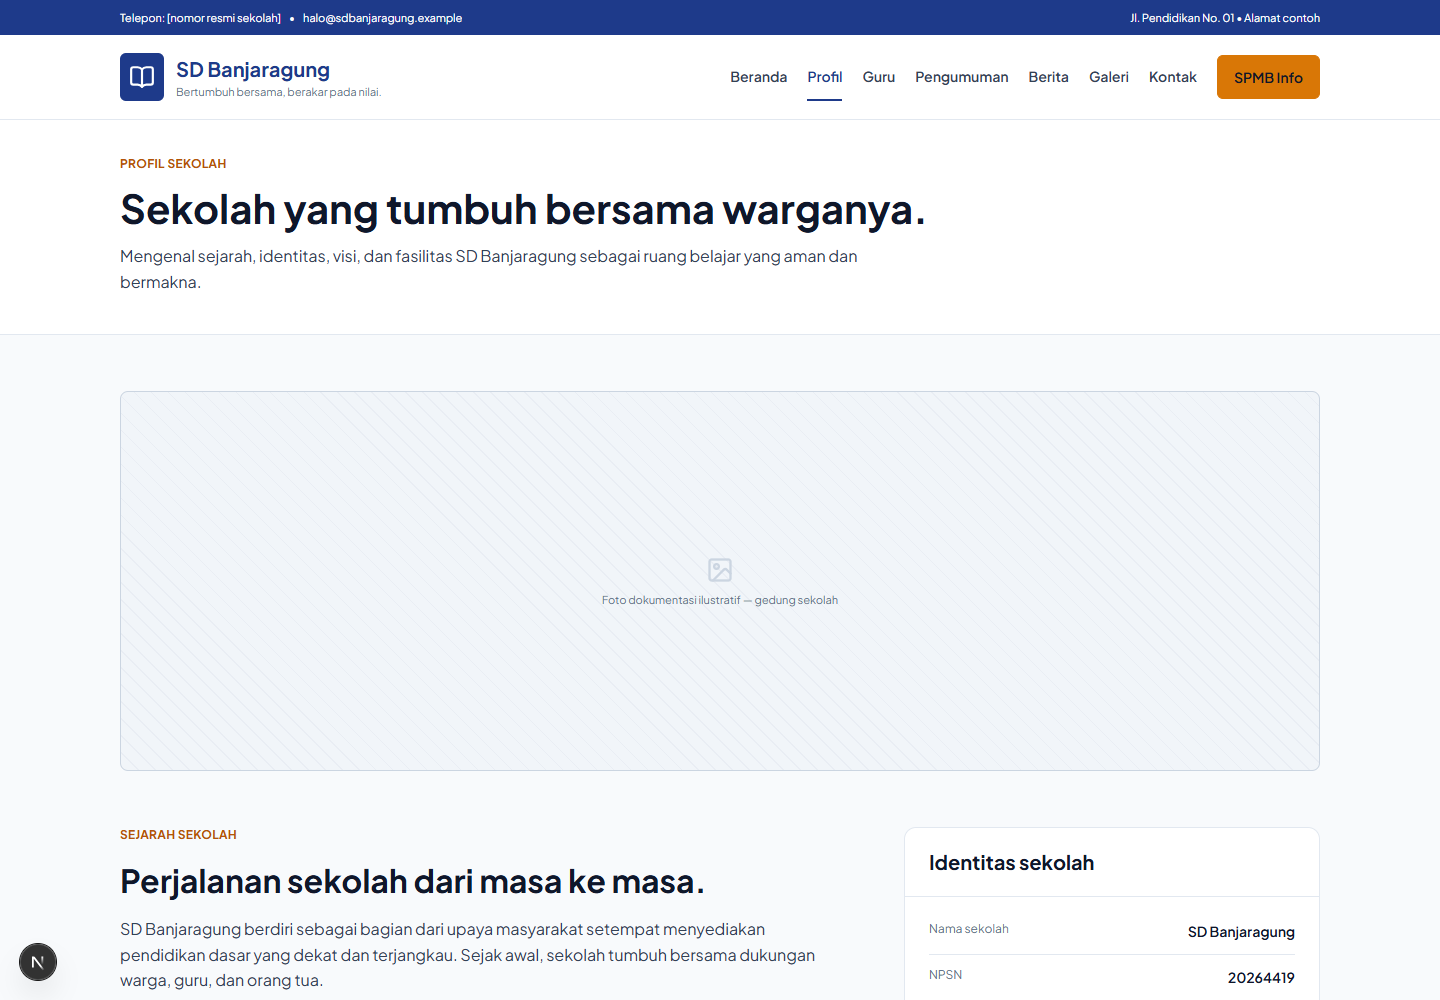 Telepon: [nomor resmi sekolah] • halo@sdbanjaragung.example
Jl. Pendidikan No. 01 • Alamat contoh
SD Banjaragung
Bertumbuh bersama, berakar pada nilai.
Beranda Profil Guru Pengumuman Berita Galeri Kontak SPMB Info
PROFIL SEKOLAH
Sekolah yang tumbuh bersama warganya.
Mengenal sejarah, identitas, visi, dan fasilitas SD Banjaragung sebagai ruang belajar yang aman dan
bermakna.
Foto dokumentasi ilustratif — gedung sekolah
SEJARAH SEKOLAH
Perjalanan sekolah dari masa ke masa.
SD Banjaragung berdiri sebagai bagian dari upaya masyarakat setempat menyediakan
pendidikan dasar yang dekat dan terjangkau. Sejak awal, sekolah tumbuh bersama dukungan
warga, guru, dan orang tua.
Identitas sekolah
Nama sekolah SD Banjaragung
NPSN 20264419
N